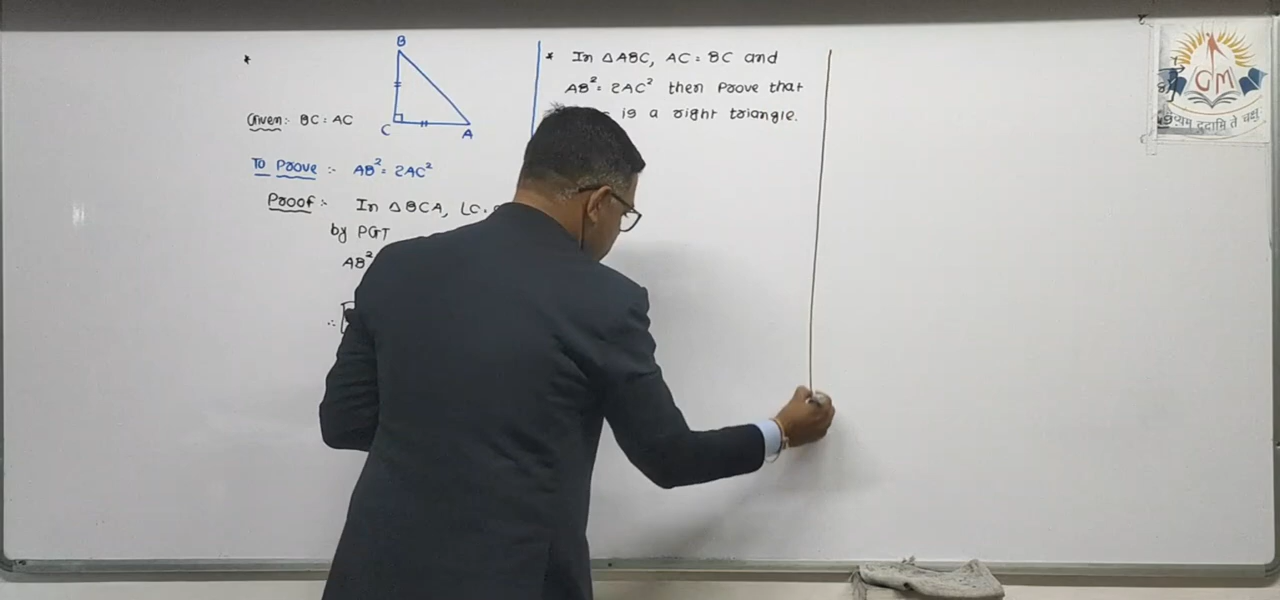 *
B
C
A
Given:- BC = AC
To Prove :- AB² = 2AC²
Proof :- In △BCA, ∠C =
by PGT
AB²
∴
* In △ABC, AC = BC and
AB² = 2AC² then Prove that
is a right triangle.
GM